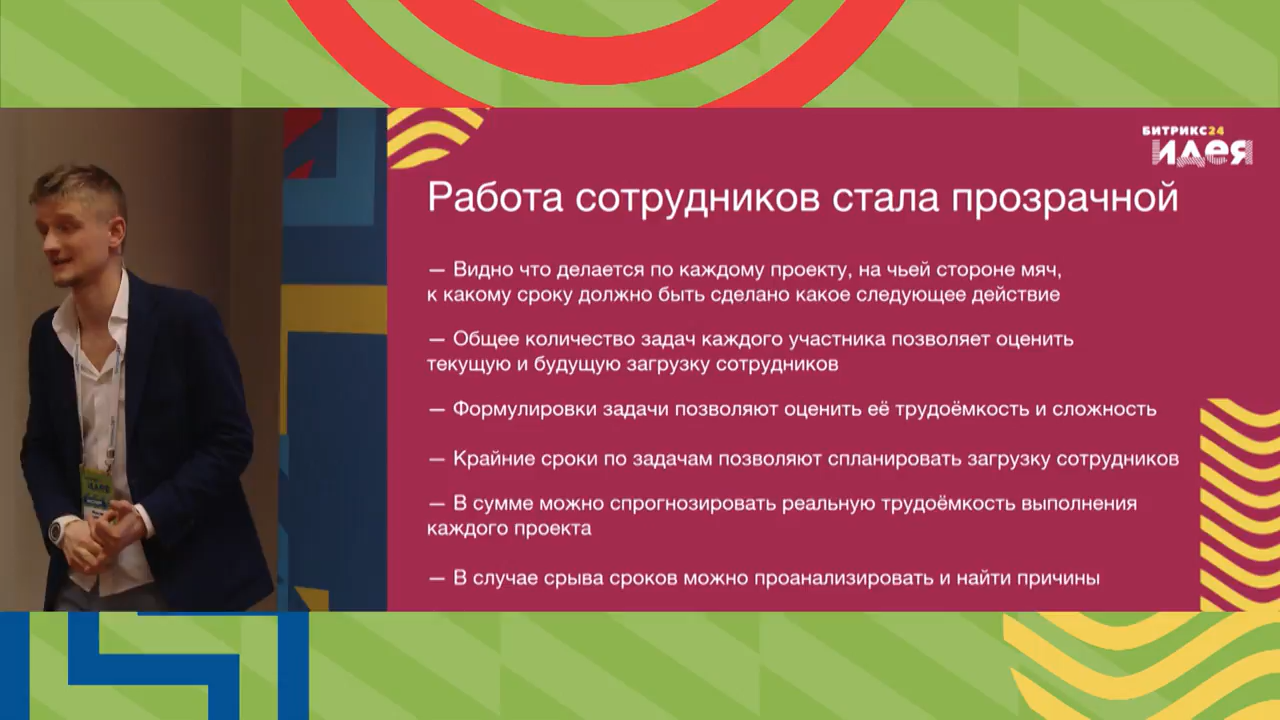 БИТРИКС24
идея
Работа сотрудников стала прозрачной
— Видно что делается по каждому проекту, на чьей стороне мяч,
к какому сроку должно быть сделано какое следующее действие
— Общее количество задач каждого участника позволяет оценить
текущую и будущую загрузку сотрудников
— Формулировки задачи позволяют оценить её трудоёмкость и сложность
— Крайние сроки по задачам позволяют спланировать загрузку сотрудников
— В сумме можно спрогнозировать реальную трудоёмкость выполнения
каждого проекта
— В случае срыва сроков можно проанализировать и найти причины